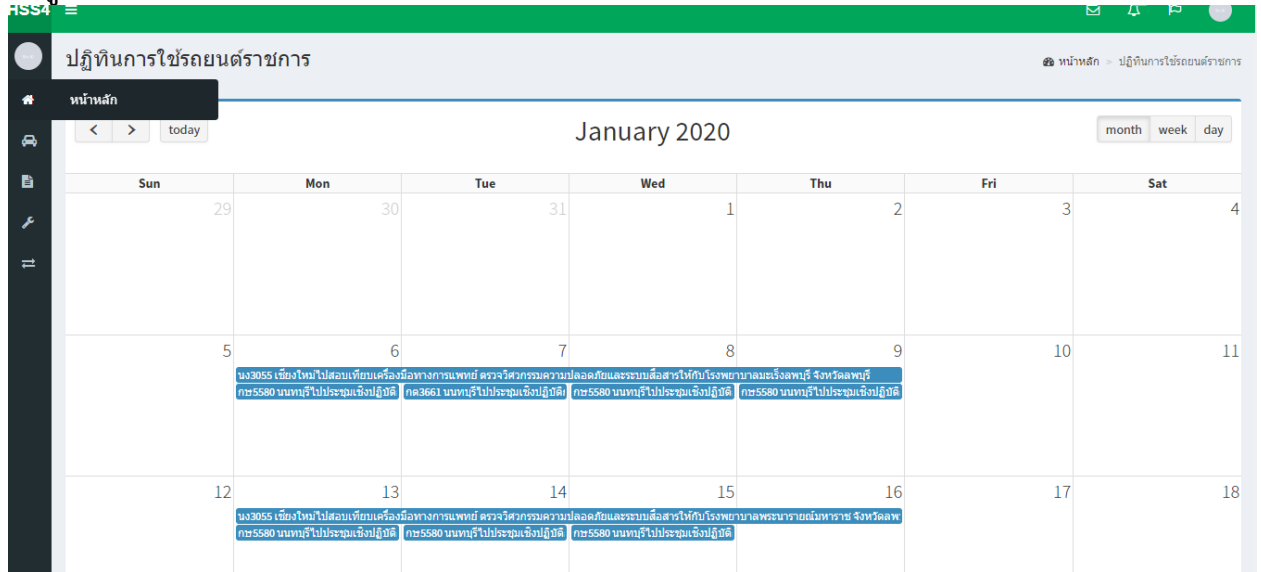 HSS4
ปฏิทินการใช้รถยนต์ราชการ
หน้าหลัก > ปฏิทินการใช้รถยนต์ราชการ
หน้าหลัก
today
January 2020
month week day
Sun Mon Tue Wed Thu Fri Sat
29 30 31 1 2 3 4
5 6 7 8 9 10 11
นง3055 เชียงใหม่ไปสอบเทียบเครื่องมือทางการแพทย์ ตรวจวิศวกรรมความปลอดภัยและระบบสื่อสารให้กับโรงพยาบาลมะเร็งลพบุรี จังหวัดลพบุรี
กษ5580 นนทบุรีไปประชุมเชิงปฏิบัติ กต3661 นนทบุรีไปประชุมเชิงปฏิบัติ กษ5580 นนทบุรีไปประชุมเชิงปฏิบัติ กษ5580 นนทบุรีไปประชุมเชิงปฏิบัติ
12 13 14 15 16 17 18
นง3055 เชียงใหม่ไปสอบเทียบเครื่องมือทางการแพทย์ ตรวจวิศวกรรมความปลอดภัยและระบบสื่อสารให้กับโรงพยาบาลพระนารายณ์มหาราช จังหวัดลพ
กษ5580 นนทบุรีไปประชุมเชิงปฏิบัติ กษ5580 นนทบุรีไปประชุมเชิงปฏิบัติ กษ5580 นนทบุรีไปประชุมเชิงปฏิบัติ